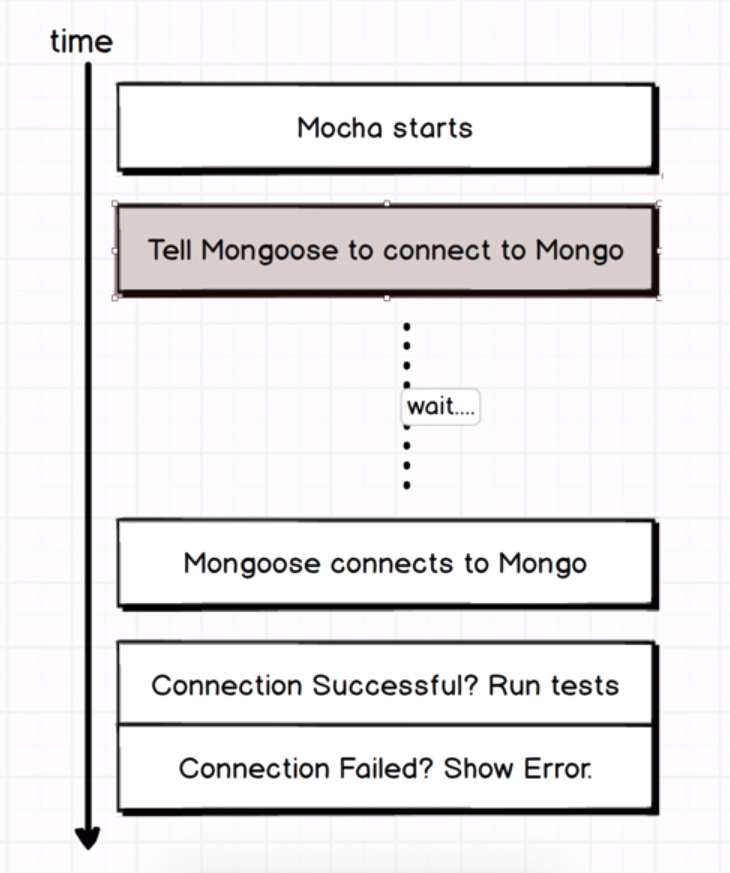 time
Mocha starts
Tell Mongoose to connect to Mongo
wait....
Mongoose connects to Mongo
Connection Successful? Run tests
Connection Failed? Show Error.